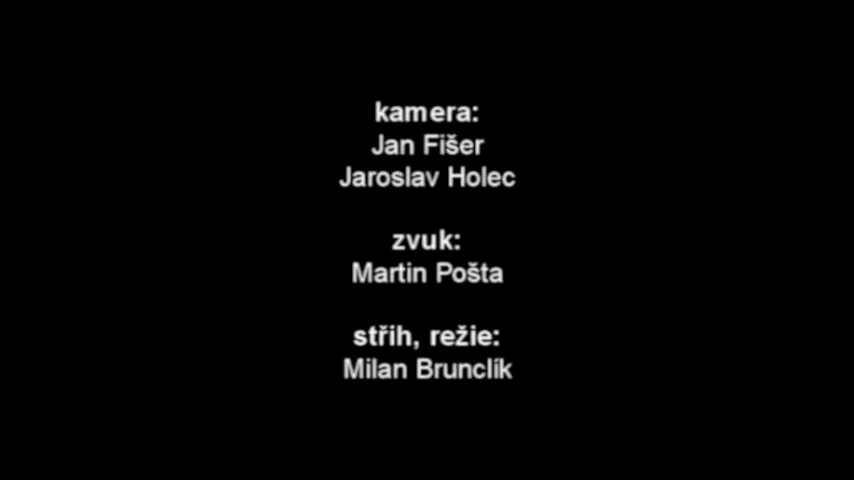 kamera:
Jan Fišer
Jaroslav Holec
zvuk:
Martin Pošta
střih, režie:
Milan Brunclík